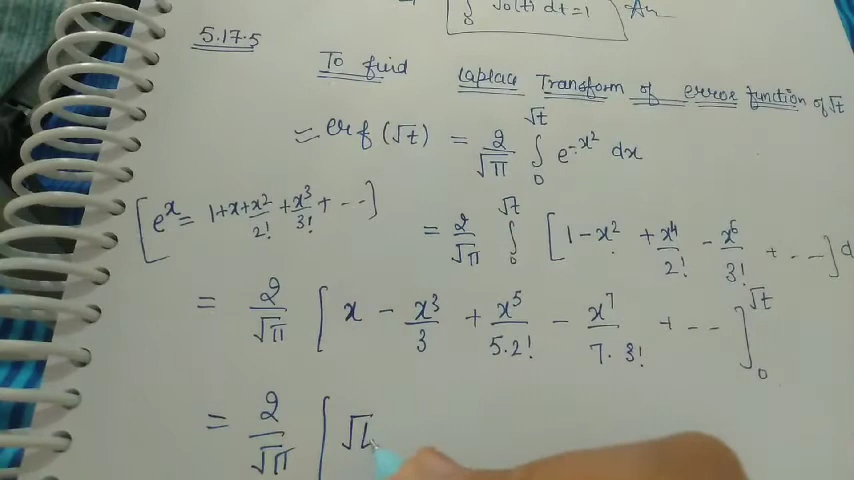 ∫₀ J₀(t) dt = 1 An
5.17.5
To find Laplace Transform of error function of √t
≈ erf (√t) = 2/√π ∫₀^√t e^-x² dx
[e^x = 1+x+x²/2! + x³/3! + ---]
= 2/√π ∫₀^√t [1 - x² + x⁴/2! - x⁶/3! + ---] d
= 2/√π [x - x³/3 + x⁵/5·2! - x⁷/7·3! + ---]₀^√t
= 2/√π [√t